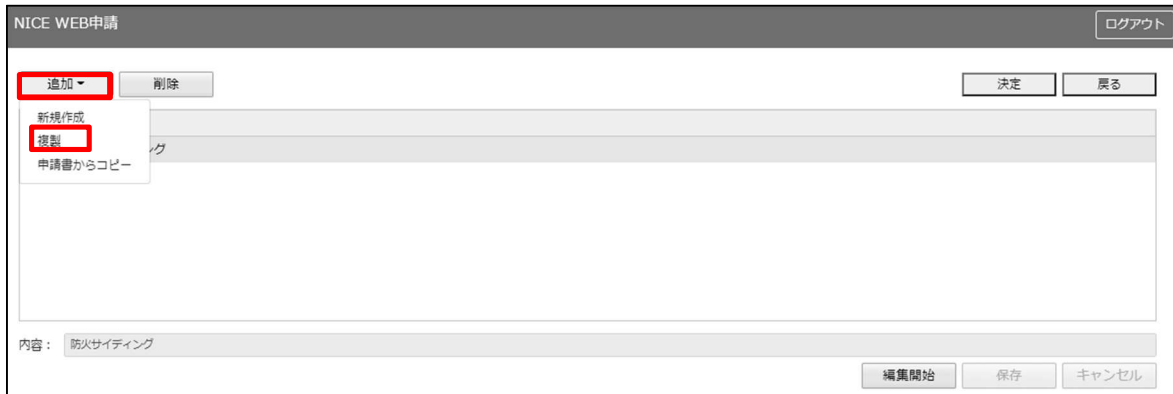 NICE WEB申請
ログアウト
追加
削除
決定
戻る
新規作成
複製
ング
申請書からコピー
内容：
防火サイディング
編集開始
保存
キャンセル